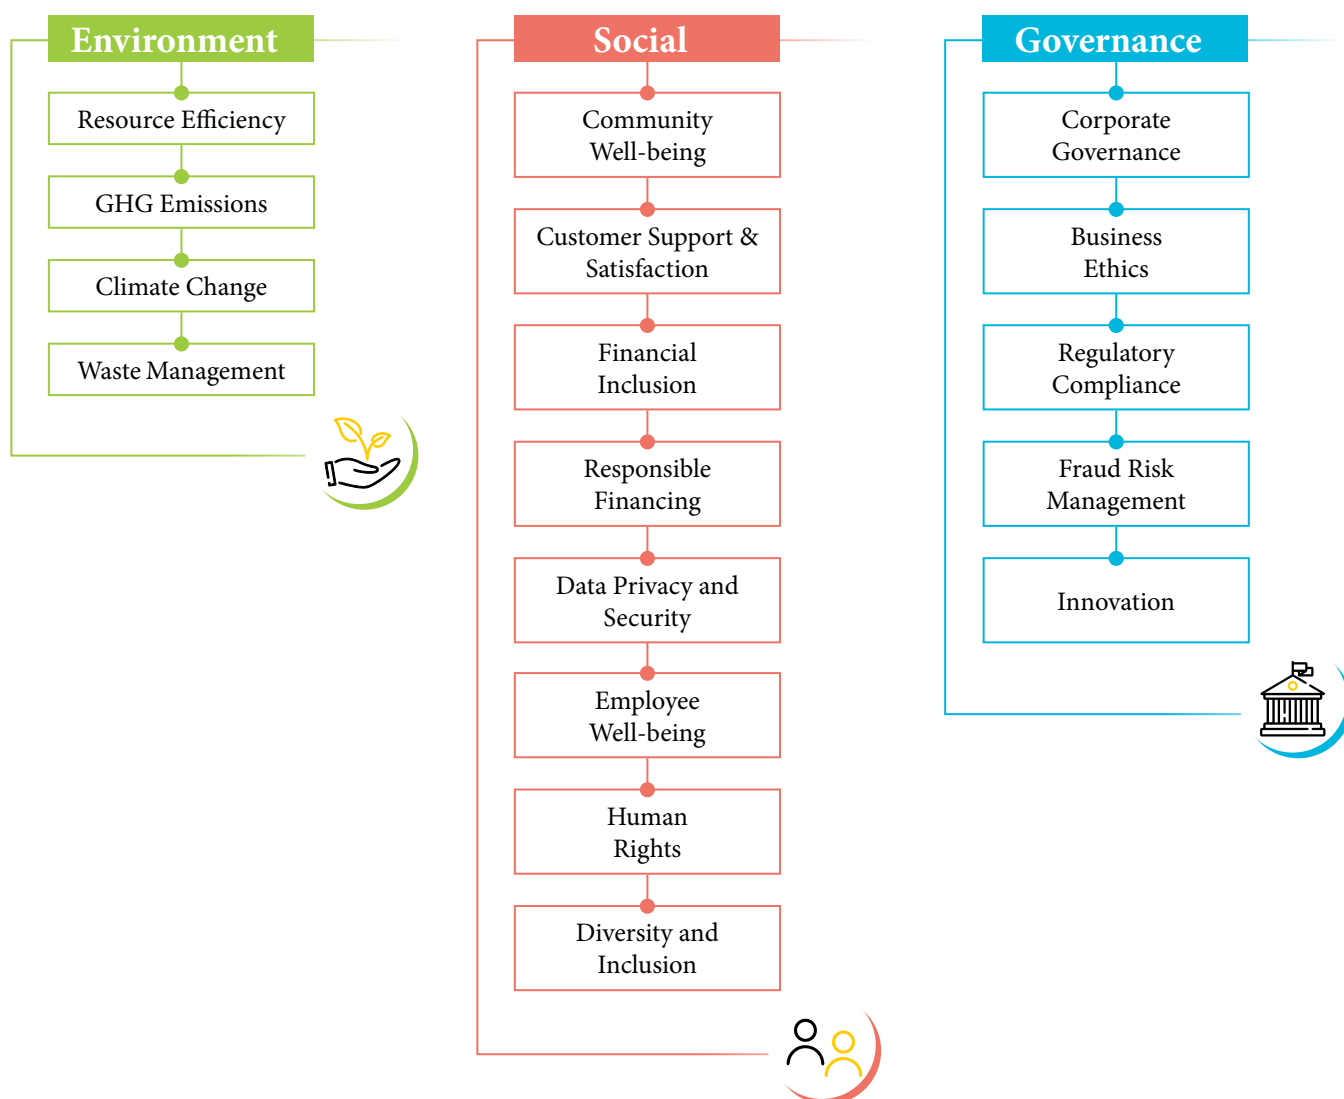 Environment
Resource Efficiency
GHG Emissions
Climate Change
Waste Management
Social
Community
Well-being
Customer Support &
Satisfaction
Financial
Inclusion
Responsible
Financing
Data Privacy and
Security
Employee
Well-being
Human
Rights
Diversity and
Inclusion
Governance
Corporate
Governance
Business
Ethics
Regulatory
Compliance
Fraud Risk
Management
Innovation